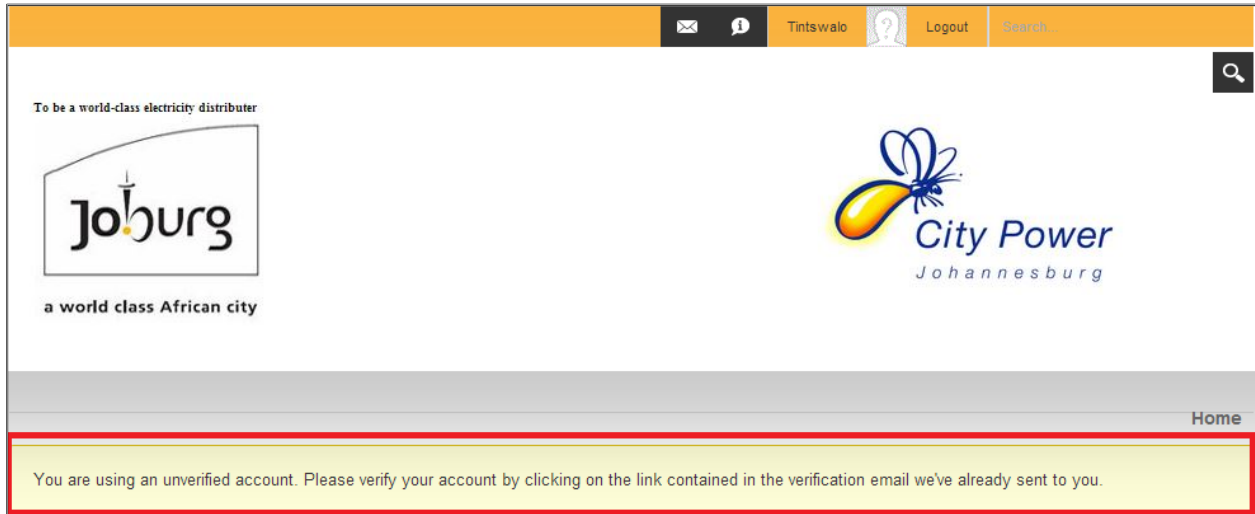 Tintswalo Logout Search...
To be a world-class electricity distributer
Joburg
a world class African city
City Power
Johannesburg
Home
You are using an unverified account. Please verify your account by clicking on the link contained in the verification email we've already sent to you.